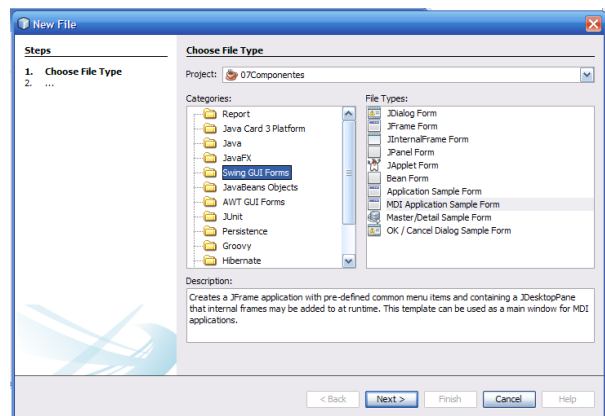 New File
Steps
1. Choose File Type
2. ...
Choose File Type
Project: 07Componentes
Categories:
Report
Java Card 3 Platform
Java
JavaFX
Swing GUI Forms
JavaBeans Objects
AWT GUI Forms
JUnit
Persistence
Groovy
Hibernate
File Types:
JDialog Form
JFrame Form
JInternalFrame Form
JPanel Form
JApplet Form
Bean Form
Application Sample Form
MDI Application Sample Form
Master/Detail Sample Form
OK / Cancel Dialog Sample Form
Description:
Creates a JFrame application with pre-defined common menu items and containing a JDesktopPane
that internal frames may be added to at runtime. This template can be used as a main window for MDI
applications.
< Back Next > Finish Cancel Help